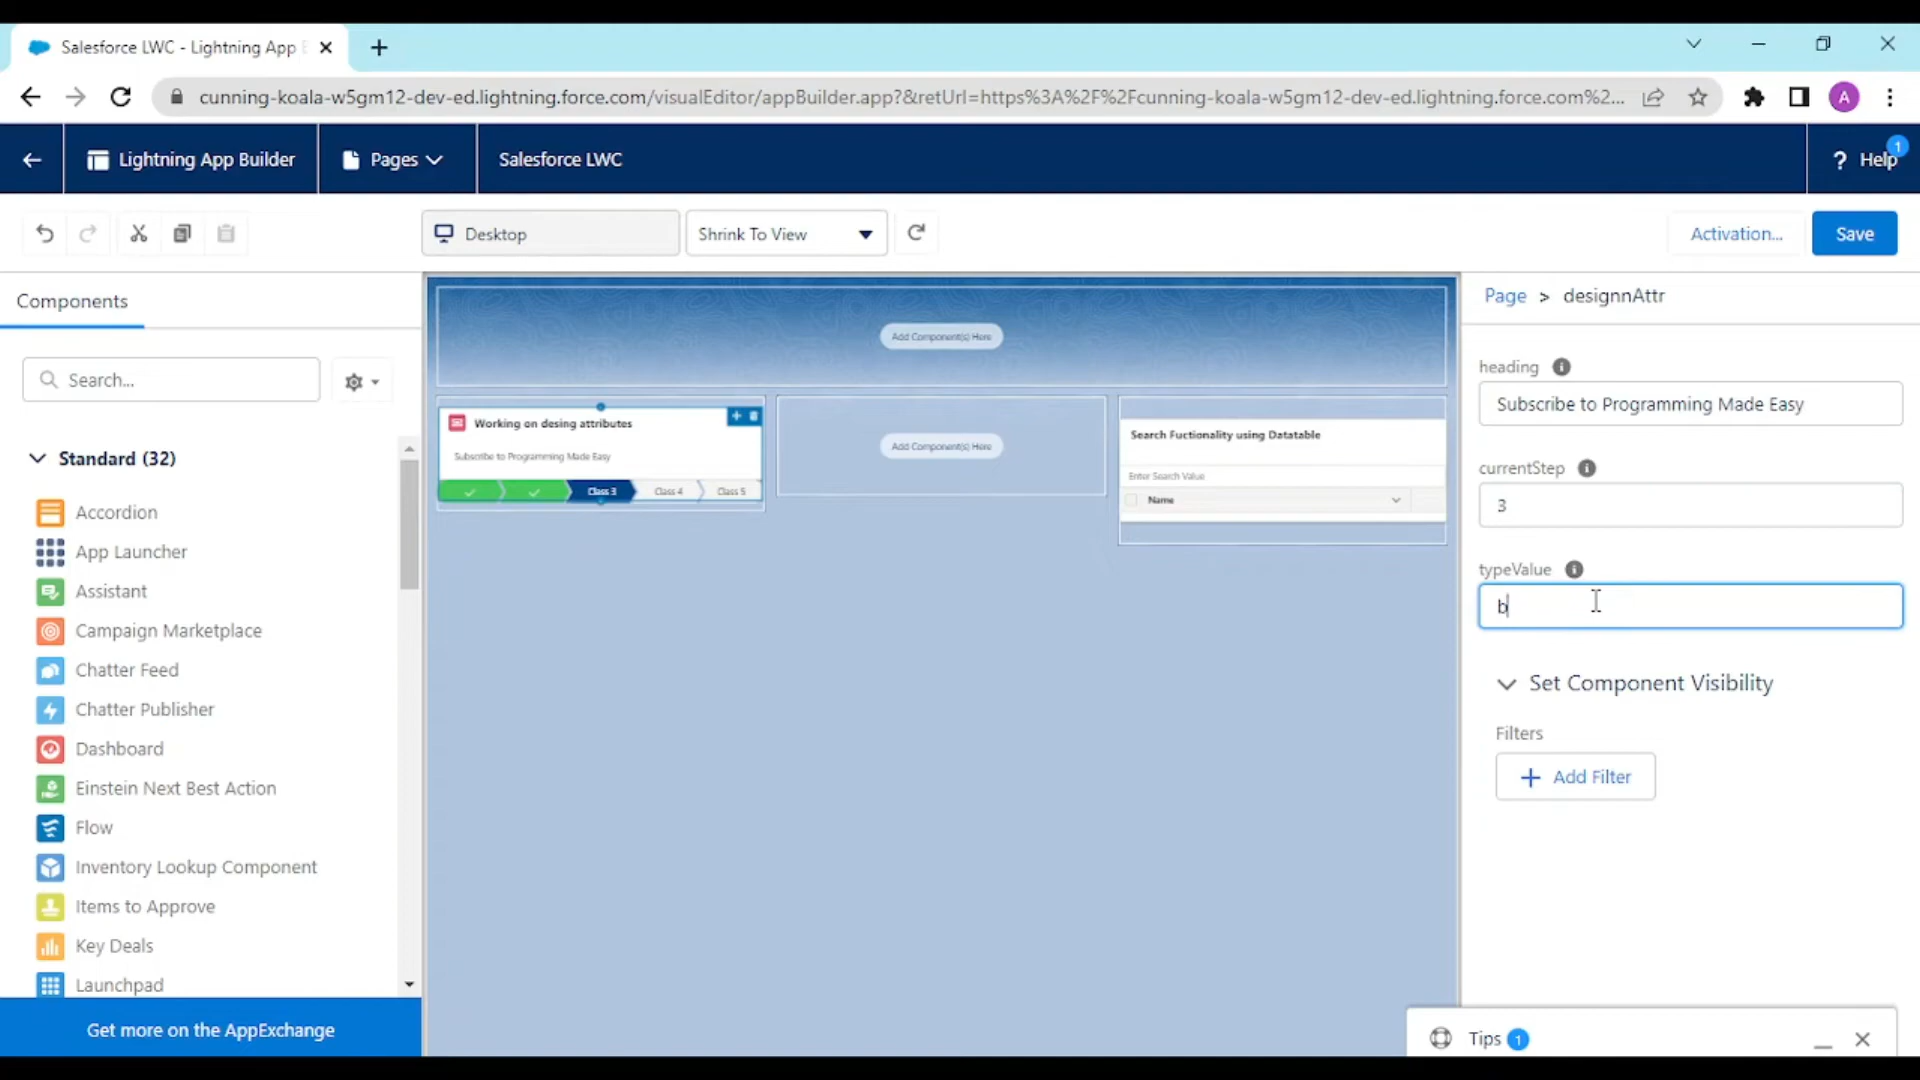 Salesforce LWC - Lightning App B
cunning-koala-w5gm12-dev-ed.lightning.force.com/visualEditor/appBuilder.app?&retUrl=https%3A%2F%2Fcunning-koala-w5gm12-dev-ed.lightning.force.com%2...
A
Lightning App Builder
Pages
Salesforce LWC
? Help
1
Desktop
Shrink To View
Activation...
Save
Components
Search...
Standard (32)
Accordion
App Launcher
Assistant
Campaign Marketplace
Chatter Feed
Chatter Publisher
Dashboard
Einstein Next Best Action
Flow
Inventory Lookup Component
Items to Approve
Key Deals
Launchpad
Get more on the AppExchange
Add Component(s) Here
Working on desing attributes
Subscribe to Programming Made Easy
Class 3
Class 4
Class 5
Add Component(s) Here
Search Fuctionality using Datatable
Enter Search Value
Name
Page > designnAttr
heading
Subscribe to Programming Made Easy
currentStep
3
typeValue
b
Set Component Visibility
Filters
+ Add Filter
Tips 1